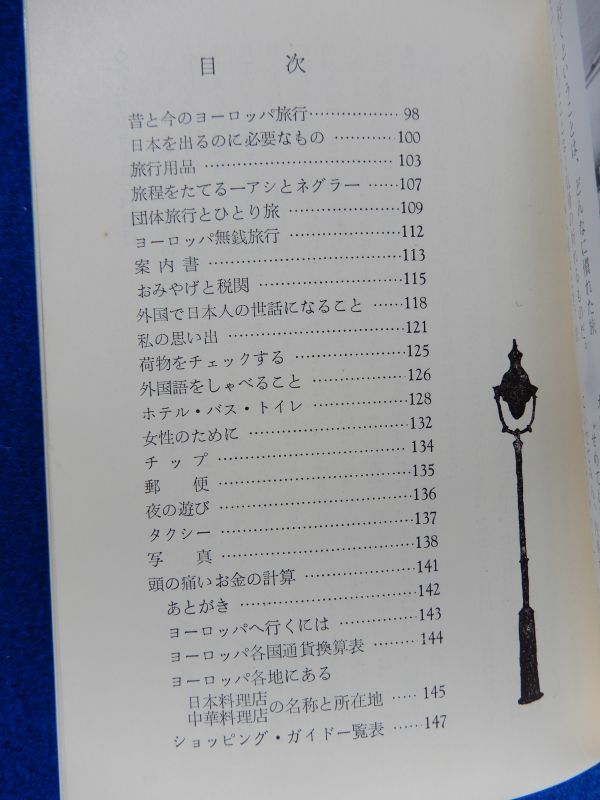 目次
昔と今のヨーロッパ旅行………………98
日本を出るのに必要なもの…………100
旅行用品…………………………103
旅程をたてるーアシとネグラー……107
団体旅行とひとり旅………………109
ヨーロッパ無銭旅行………………112
案内書……………………………113
おみやげと税関……………………115
外国で日本人の世話になること……118
私の思い出………………………121
荷物をチェックする………………125
外国語をしゃべること……………126
ホテル・バス・トイレ……………128
女性のために……………………132
チップ……………………………134
郵便………………………………135
夜の遊び…………………………136
タクシー…………………………137
写真………………………………138
頭の痛いお金の計算………………141
あとがき…………………………142
ヨーロッパへ行くには……………143
ヨーロッパ各国通貨換算表………144
ヨーロッパ各地にある
日本料理店
中華料理店の名称と所在地……145
ショッピング・ガイド一覧表……147
どんなに慣れた旅